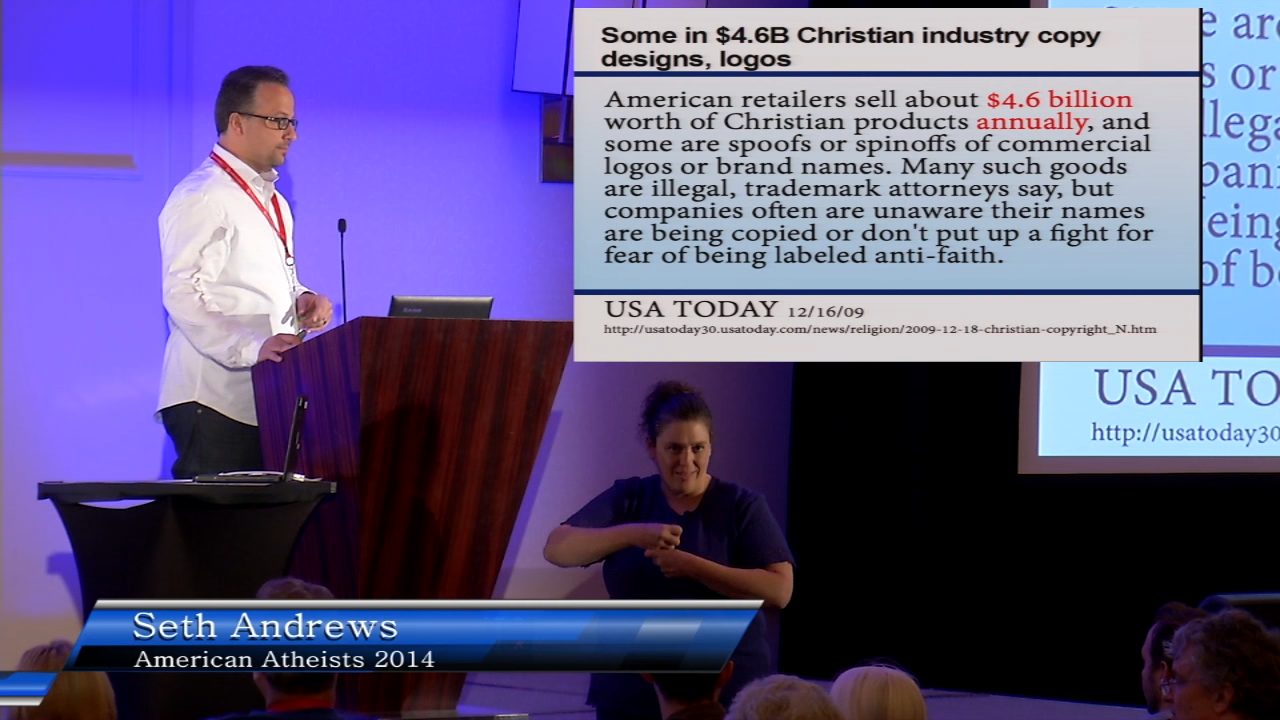 Some in $4.6B Christian industry copy
designs, logos
American retailers sell about $4.6 billion
worth of Christian products annually, and
some are spoofs or spinoffs of commercial
logos or brand names. Many such goods
are illegal, trademark attorneys say, but
companies often are unaware their names
are being copied or don't put up a fight for
fear of being labeled anti-faith.
USA TODAY 12/16/09
http://usatoday30.usatoday.com/news/religion/2009-12-18-christian-copyright_N.htm
USA TO
http://usatoday30
Seth Andrews
American Atheists 2014